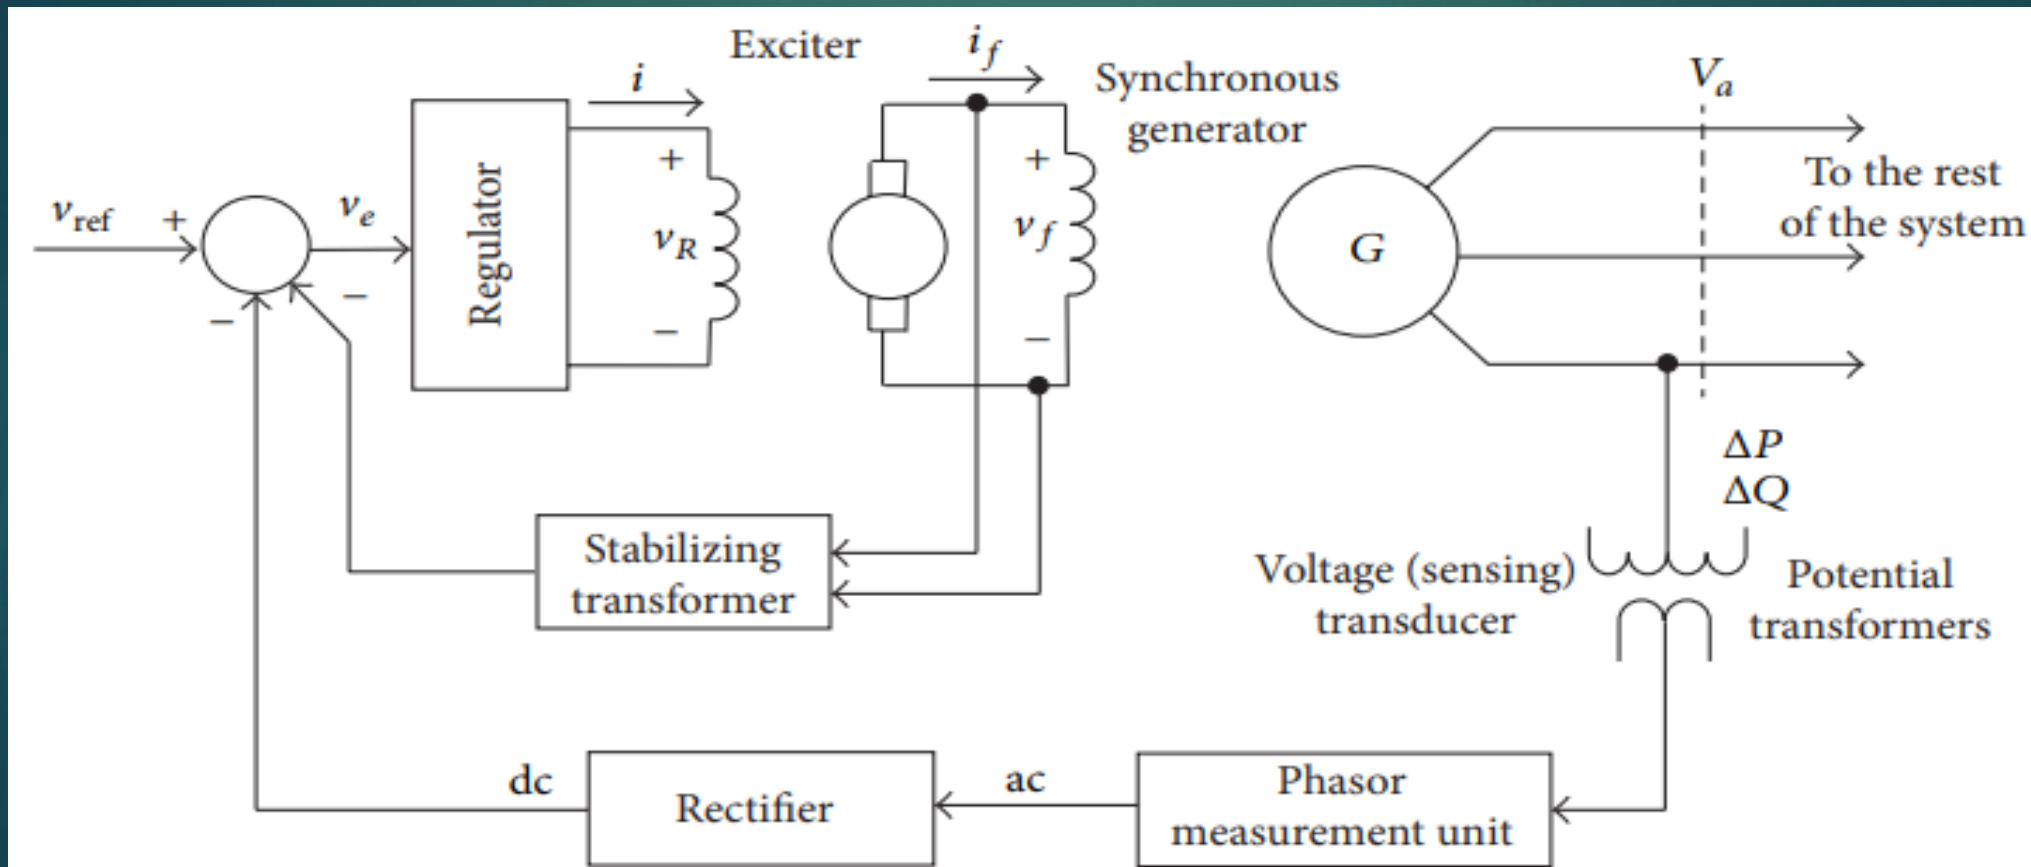 Exciter
i
i_f
Synchronous
generator
V_a
v_ref
+
v_e
−
−
Regulator
+
v_R
−
+
v_f
−
G
To the rest
of the system
ΔP
ΔQ
Stabilizing
transformer
Voltage (sensing)
transducer
Potential
transformers
dc
Rectifier
ac
Phasor
measurement unit